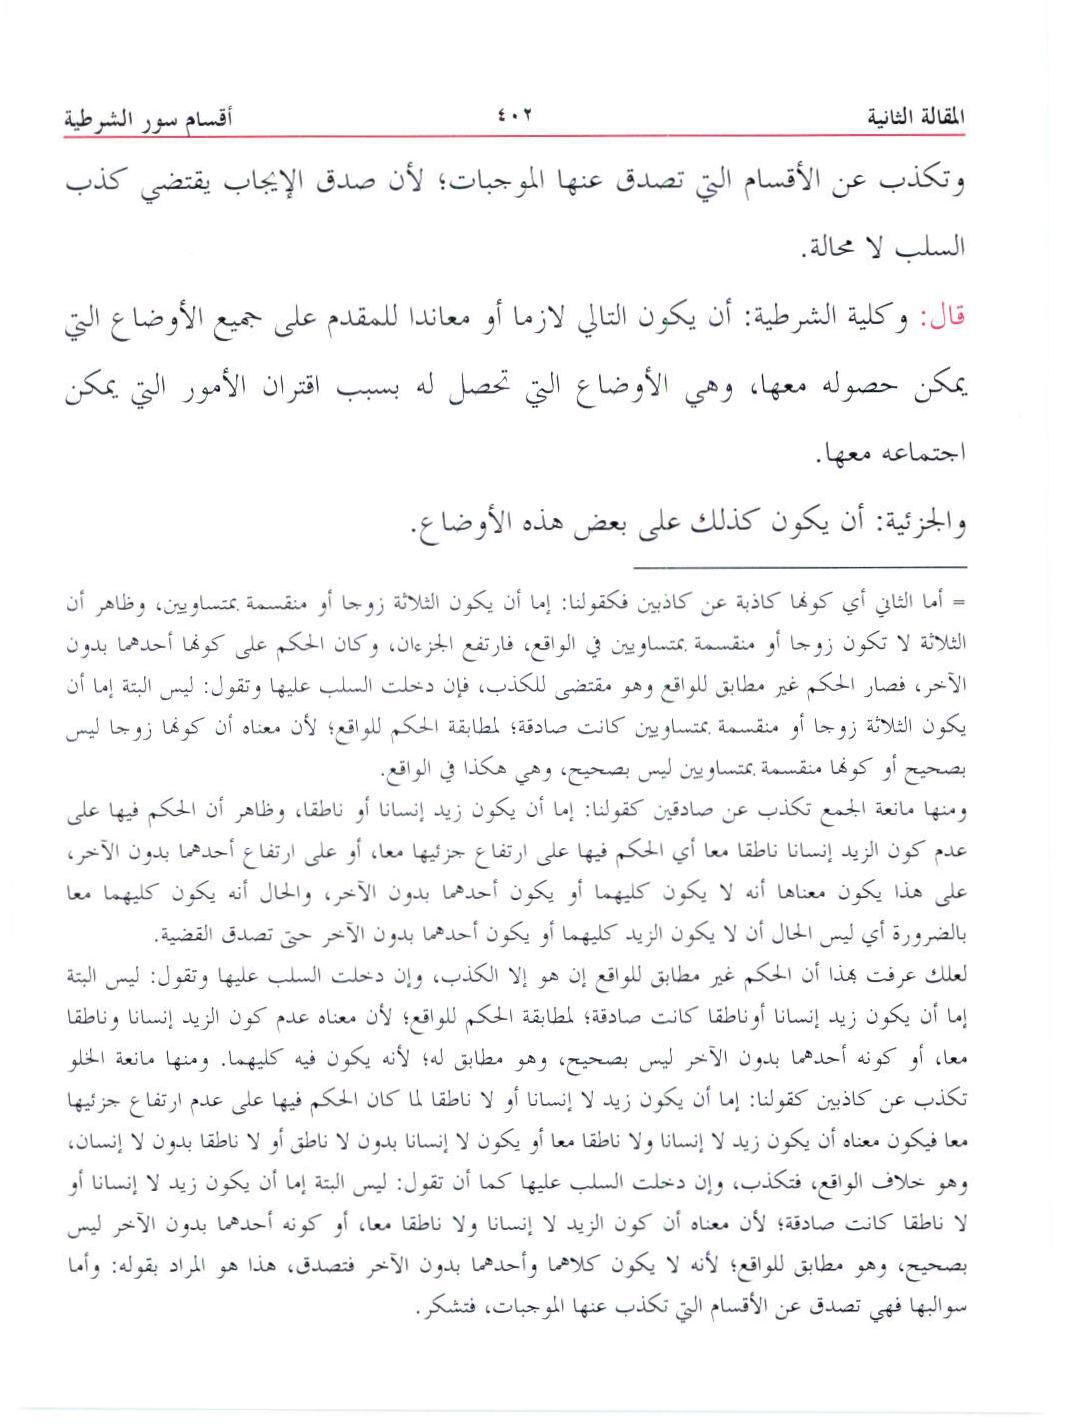 المقالة الثانية ٤٠٢ أقسام سور الشرطية
وتكذب عن الأقسام التي تصدق عنها الموجبات؛ لأن صدق الإيجاب يقتضي كذب
السلب لا محالة.
قال: وكلية الشرطية: أن يكون التالي لازما أو معاندا للمقدم على جميع الأوضاع التي
يمكن حصوله معها، وهي الأوضاع التي تحصل له بسبب اقتران الأمور التي يمكن
اجتماعه معها.
والجزئية: أن يكون كذلك على بعض هذه الأوضاع.
= أما الثاني أي كونها كاذبة عن كاذبين فكقولنا: إما أن يكون الثلاثة زوجا أو منقسمة بمتساويين، وظاهر أن
الثلاثة لا تكون زوجا أو منقسمة بمتساويين في الواقع، فارتفع الجزءان، وكان الحكم على كونها أحدهما بدون
الآخر، فصار الحكم غير مطابق للواقع وهو مقتضى للكذب، فإن دخلت السلب عليها وتقول: ليس البتة إما أن
يكون الثلاثة زوجا أو منقسمة بمتساويين كانت صادقة؛ لمطابقة الحكم للواقع؛ لأن معناه أن كونها زوجا ليس
بصحيح أو كونها منقسمة بمتساويين ليس بصحيح، وهي هكذا في الواقع.
ومنها مانعة الجمع تكذب عن صادقين كقولنا: إما أن يكون زيد إنسانا أو ناطقا، وظاهر أن الحكم فيها على
عدم كون الزيد إنسانا ناطقا معا أي الحكم فيها على ارتفاع جزئيها معا، أو على ارتفاع أحدهما بدون الآخر،
على هذا يكون معناها أنه لا يكون كليهما أو يكون أحدهما بدون الآخر، والحال أنه يكون كليهما معا
بالضرورة أي ليس الحال أن لا يكون الزيد كليهما أو يكون أحدهما بدون الآخر حتى تصدق القضية.
لعلك عرفت بهذا أن الحكم غير مطابق للواقع إن هو إلا الكذب، وإن دخلت السلب عليها وتقول: ليس البتة
إما أن يكون زيد إنسانا أوناطقا كانت صادقة؛ لمطابقة الحكم للواقع؛ لأن معناه عدم كون الزيد إنسانا وناطقا
معا، أو كونه أحدهما بدون الآخر ليس بصحيح، وهو مطابق له؛ لأنه يكون فيه كليهما. ومنها مانعة الخلو
تكذب عن كاذبين كقولنا: إما أن يكون زيد لا إنسانا أو لا ناطقا لما كان الحكم فيها على عدم ارتفاع جزئيها
معا فيكون معناه أن يكون زيد لا إنسانا ولا ناطقا معا أو يكون لا إنسانا بدون لا ناطق أو لا ناطقا بدون لا إنسان،
وهو خلاف الواقع، فتكذب، وإن دخلت السلب عليها كما أن تقول: ليس البتة إما أن يكون زيد لا إنسانا أو
لا ناطقا كانت صادقة؛ لأن معناه أن كون الزيد لا إنسانا ولا ناطقا معا، أو كونه أحدهما بدون الآخر ليس
بصحيح، وهو مطابق للواقع؛ لأنه لا يكون كلاهما وأحدهما بدون الآخر فتصدق، هذا هو المراد بقوله: وأما
سوالبها فهي تصدق عن الأقسام التي تكذب عنها الموجبات، فتشكر.